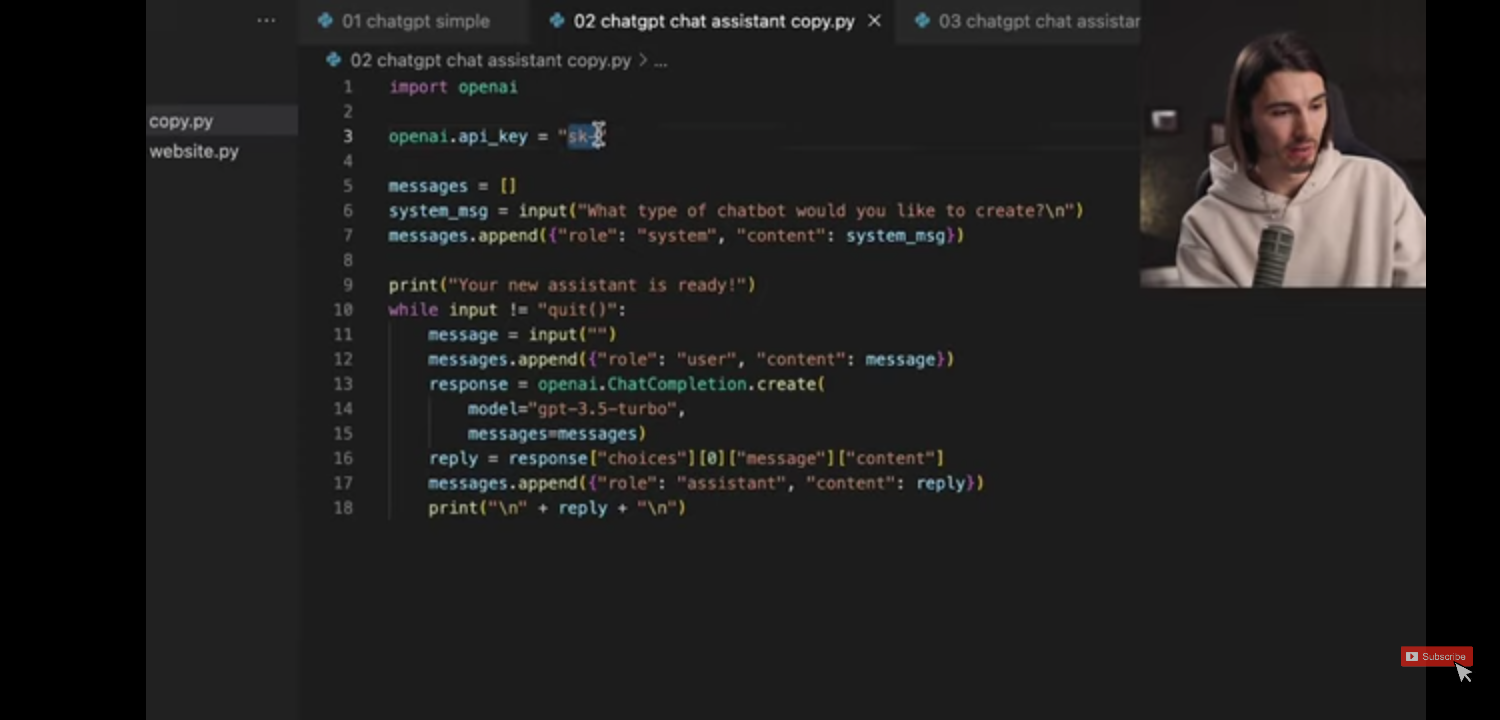 ...
01 chatgpt simple
02 chatgpt chat assistant copy.py
03 chatgpt chat assistar
02 chatgpt chat assistant copy.py > ...
copy.py
website.py
1 import openai
2
3 openai.api_key = "sk-"
4
5 messages = []
6 system_msg = input("What type of chatbot would you like to create?\n")
7 messages.append({"role": "system", "content": system_msg})
8
9 print("Your new assistant is ready!")
10 while input != "quit()":
11 message = input("")
12 messages.append({"role": "user", "content": message})
13 response = openai.ChatCompletion.create(
14 model="gpt-3.5-turbo",
15 messages=messages)
16 reply = response["choices"][0]["message"]["content"]
17 messages.append({"role": "assistant", "content": reply})
18 print("\n" + reply + "\n")
Subscribe